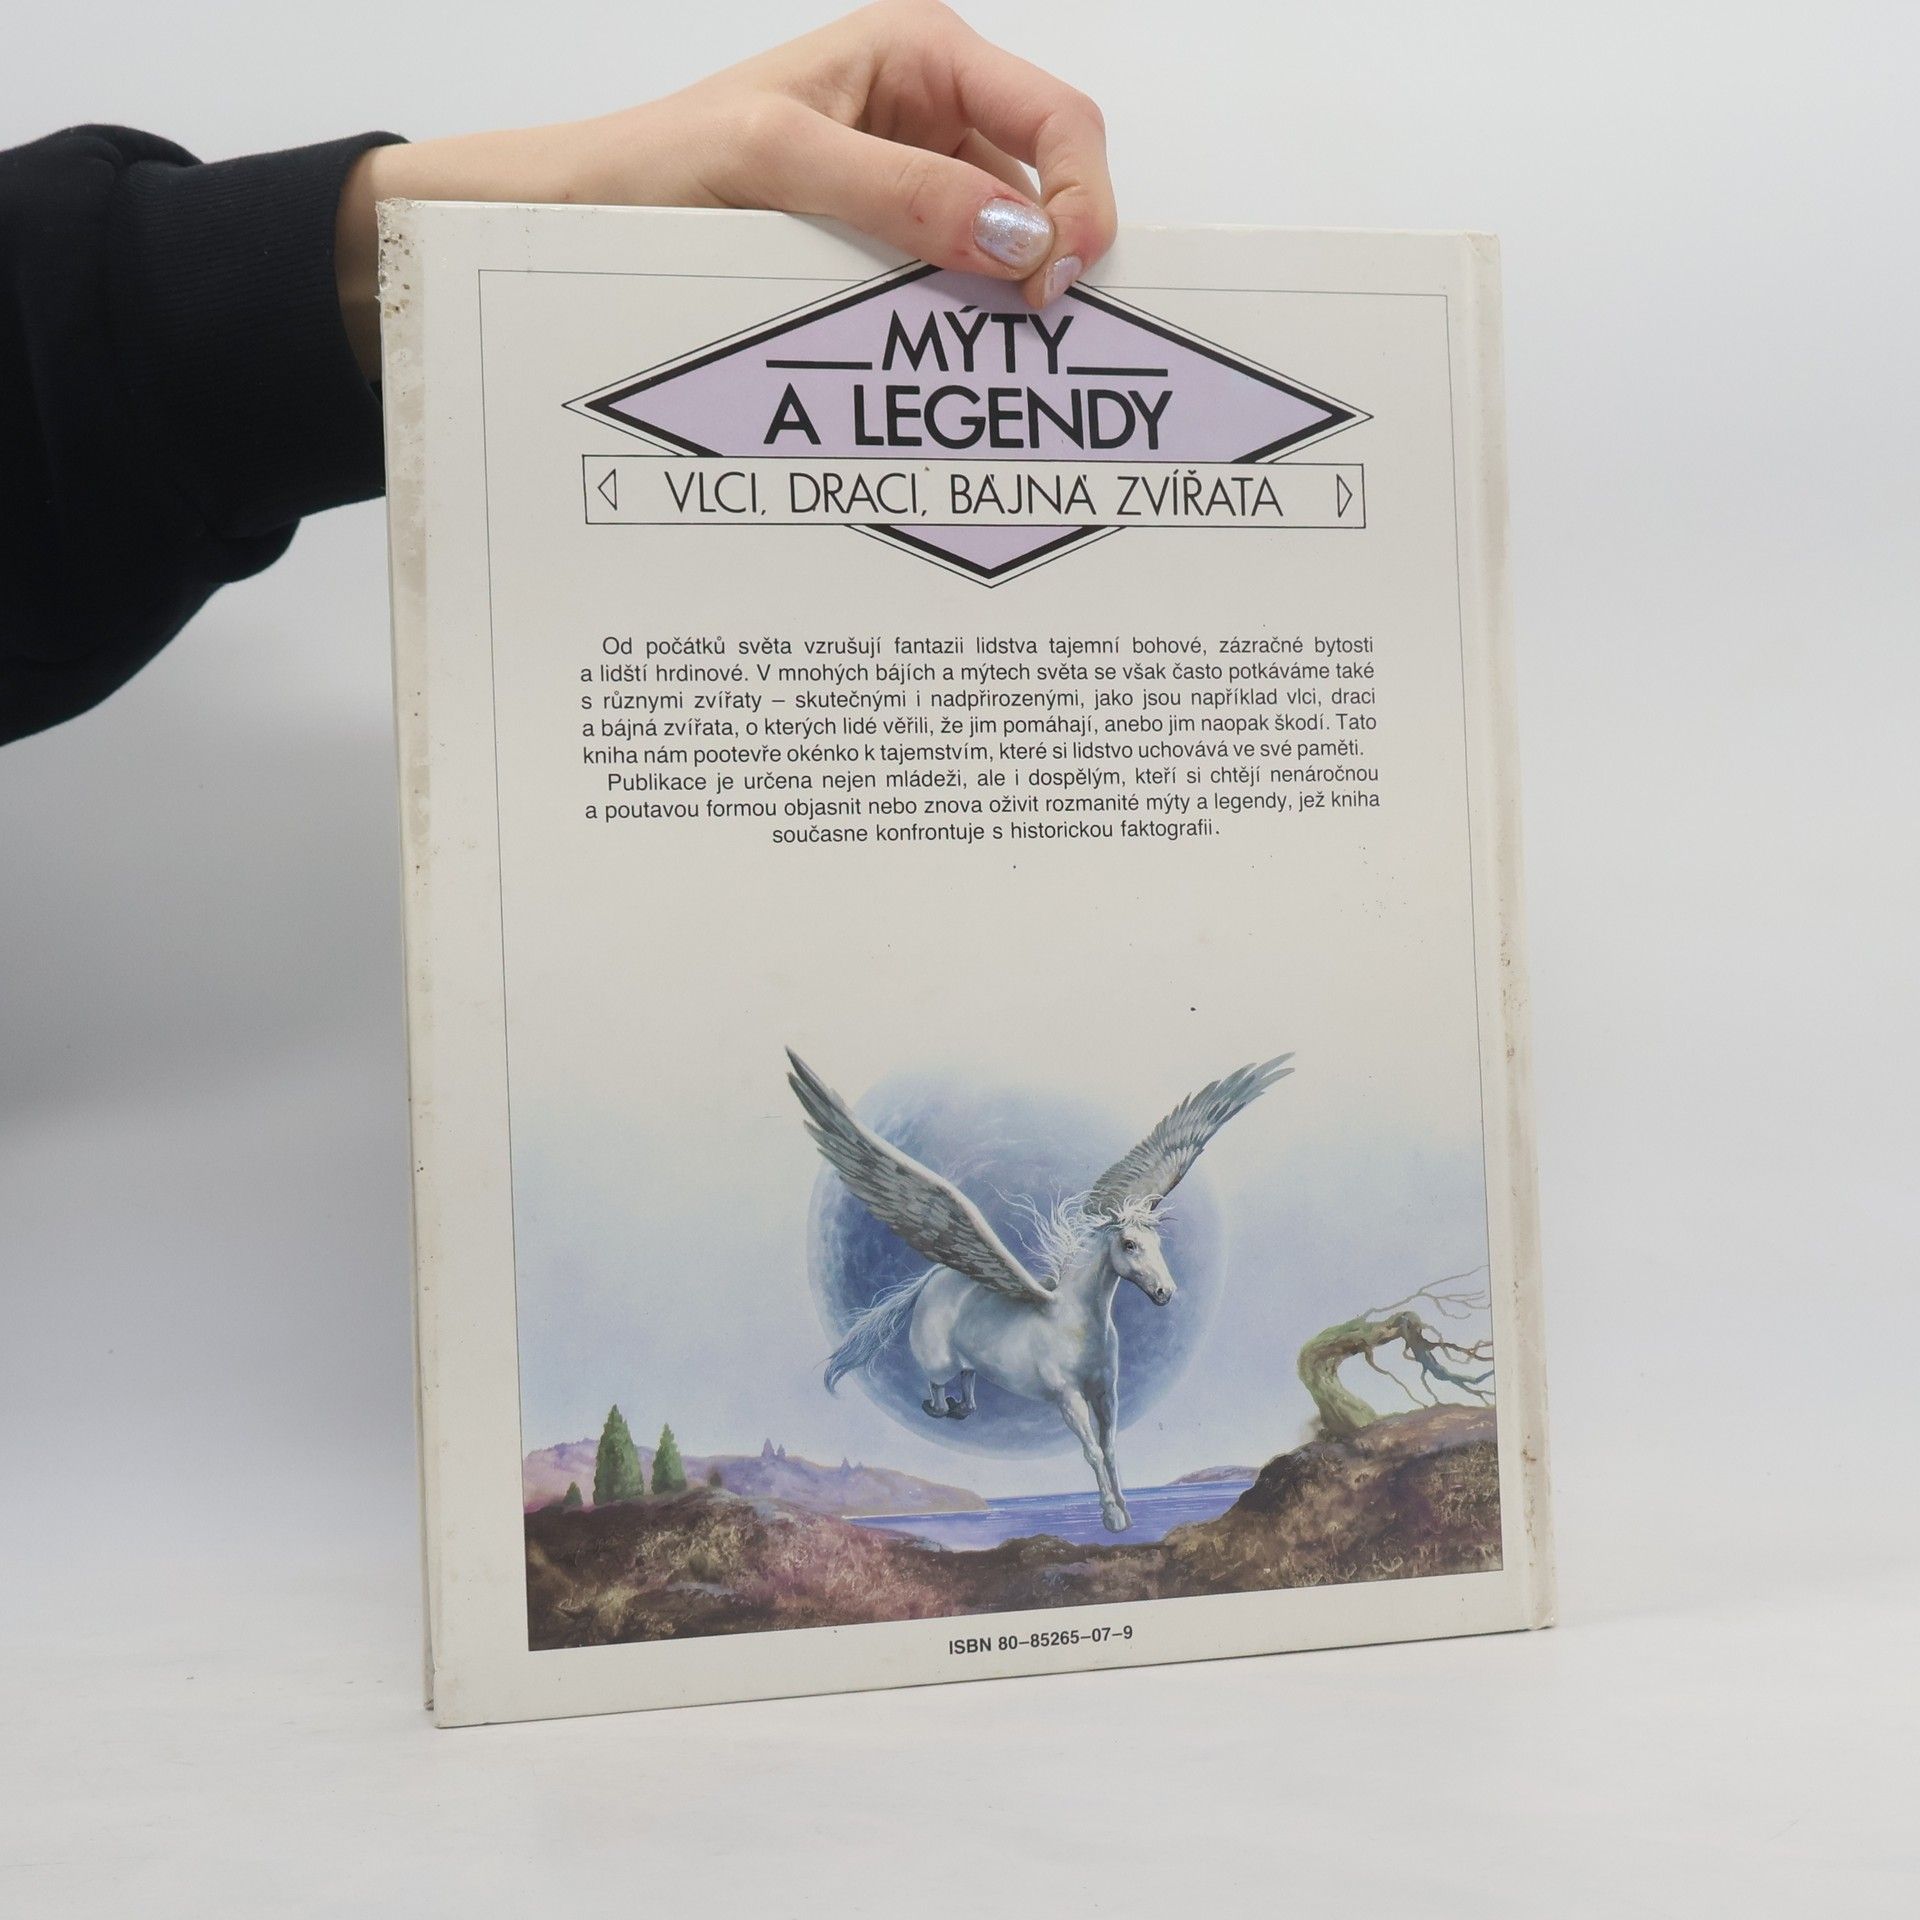 MÝTY
A LEGENDY
VLCI, DRACI, BÁJNÁ ZVÍŘATA
Od počátků světa vzrušují fantazii lidstva tajemní bohové, zázračné bytosti
a lidští hrdinové. V mnohých bájích a mýtech světa se však často potkáváme také
s různymi zvířaty – skutečnými i nadpřirozenými, jako jsou například vlci, draci
a bájná zvířata, o kterých lidé věřili, že jim pomáhají, anebo jim naopak škodí. Tato
kniha nám pootevře okénko k tajemstvím, které si lidstvo uchovává ve své paměti.
Publikace je určena nejen mládeži, ale i dospělým, kteří si chtějí nenáročnou
a poutavou formou objasnit nebo znova oživit rozmanité mýty a legendy, jež kniha
současne konfrontuje s historickou faktografii.
ISBN 80–85265–07–9